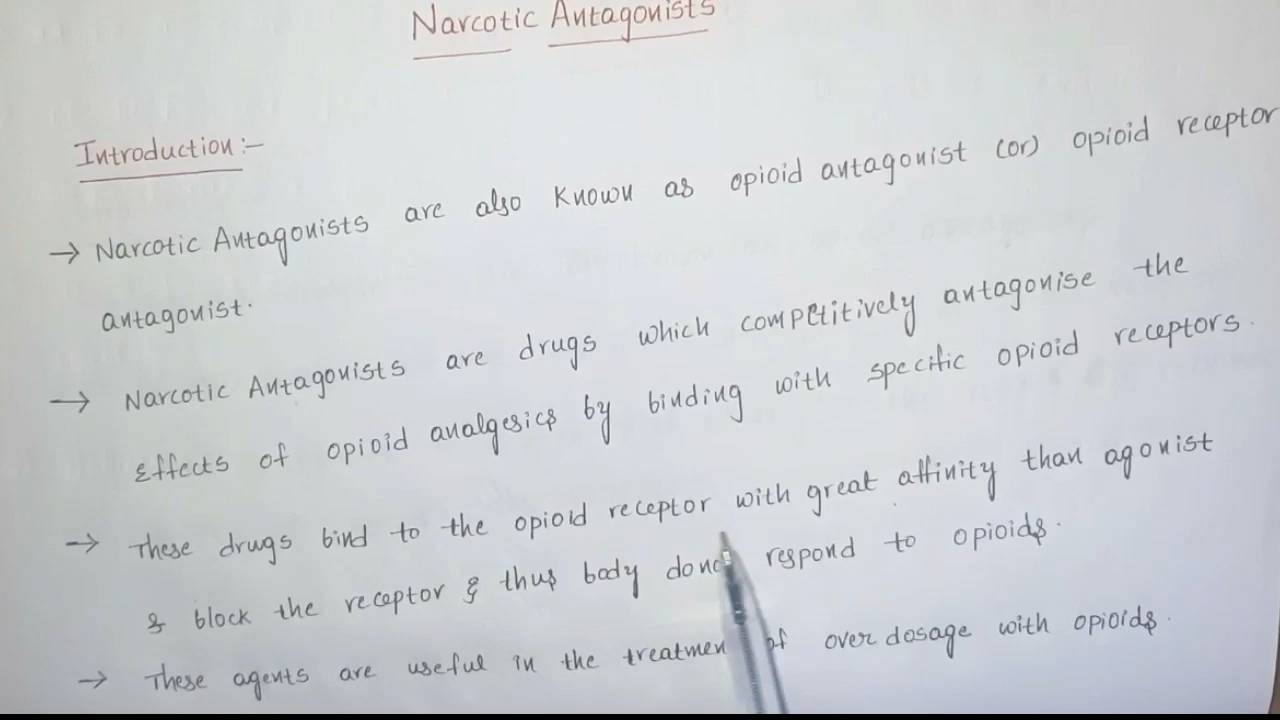 Narcotic Antagonists
Introduction:-
→ Narcotic Antagonists are also known as opioid antagonist (or) opioid receptor
antagonist.
→ Narcotic Antagonists are drugs which competitively antagonise the
effects of opioid analgesics by binding with specific opioid receptors.
→ These drugs bind to the opioid receptor with great affinity than agonist
& block the receptor & thus body respond to opioids.
→ These agents are useful in the of over dosage with opioids.